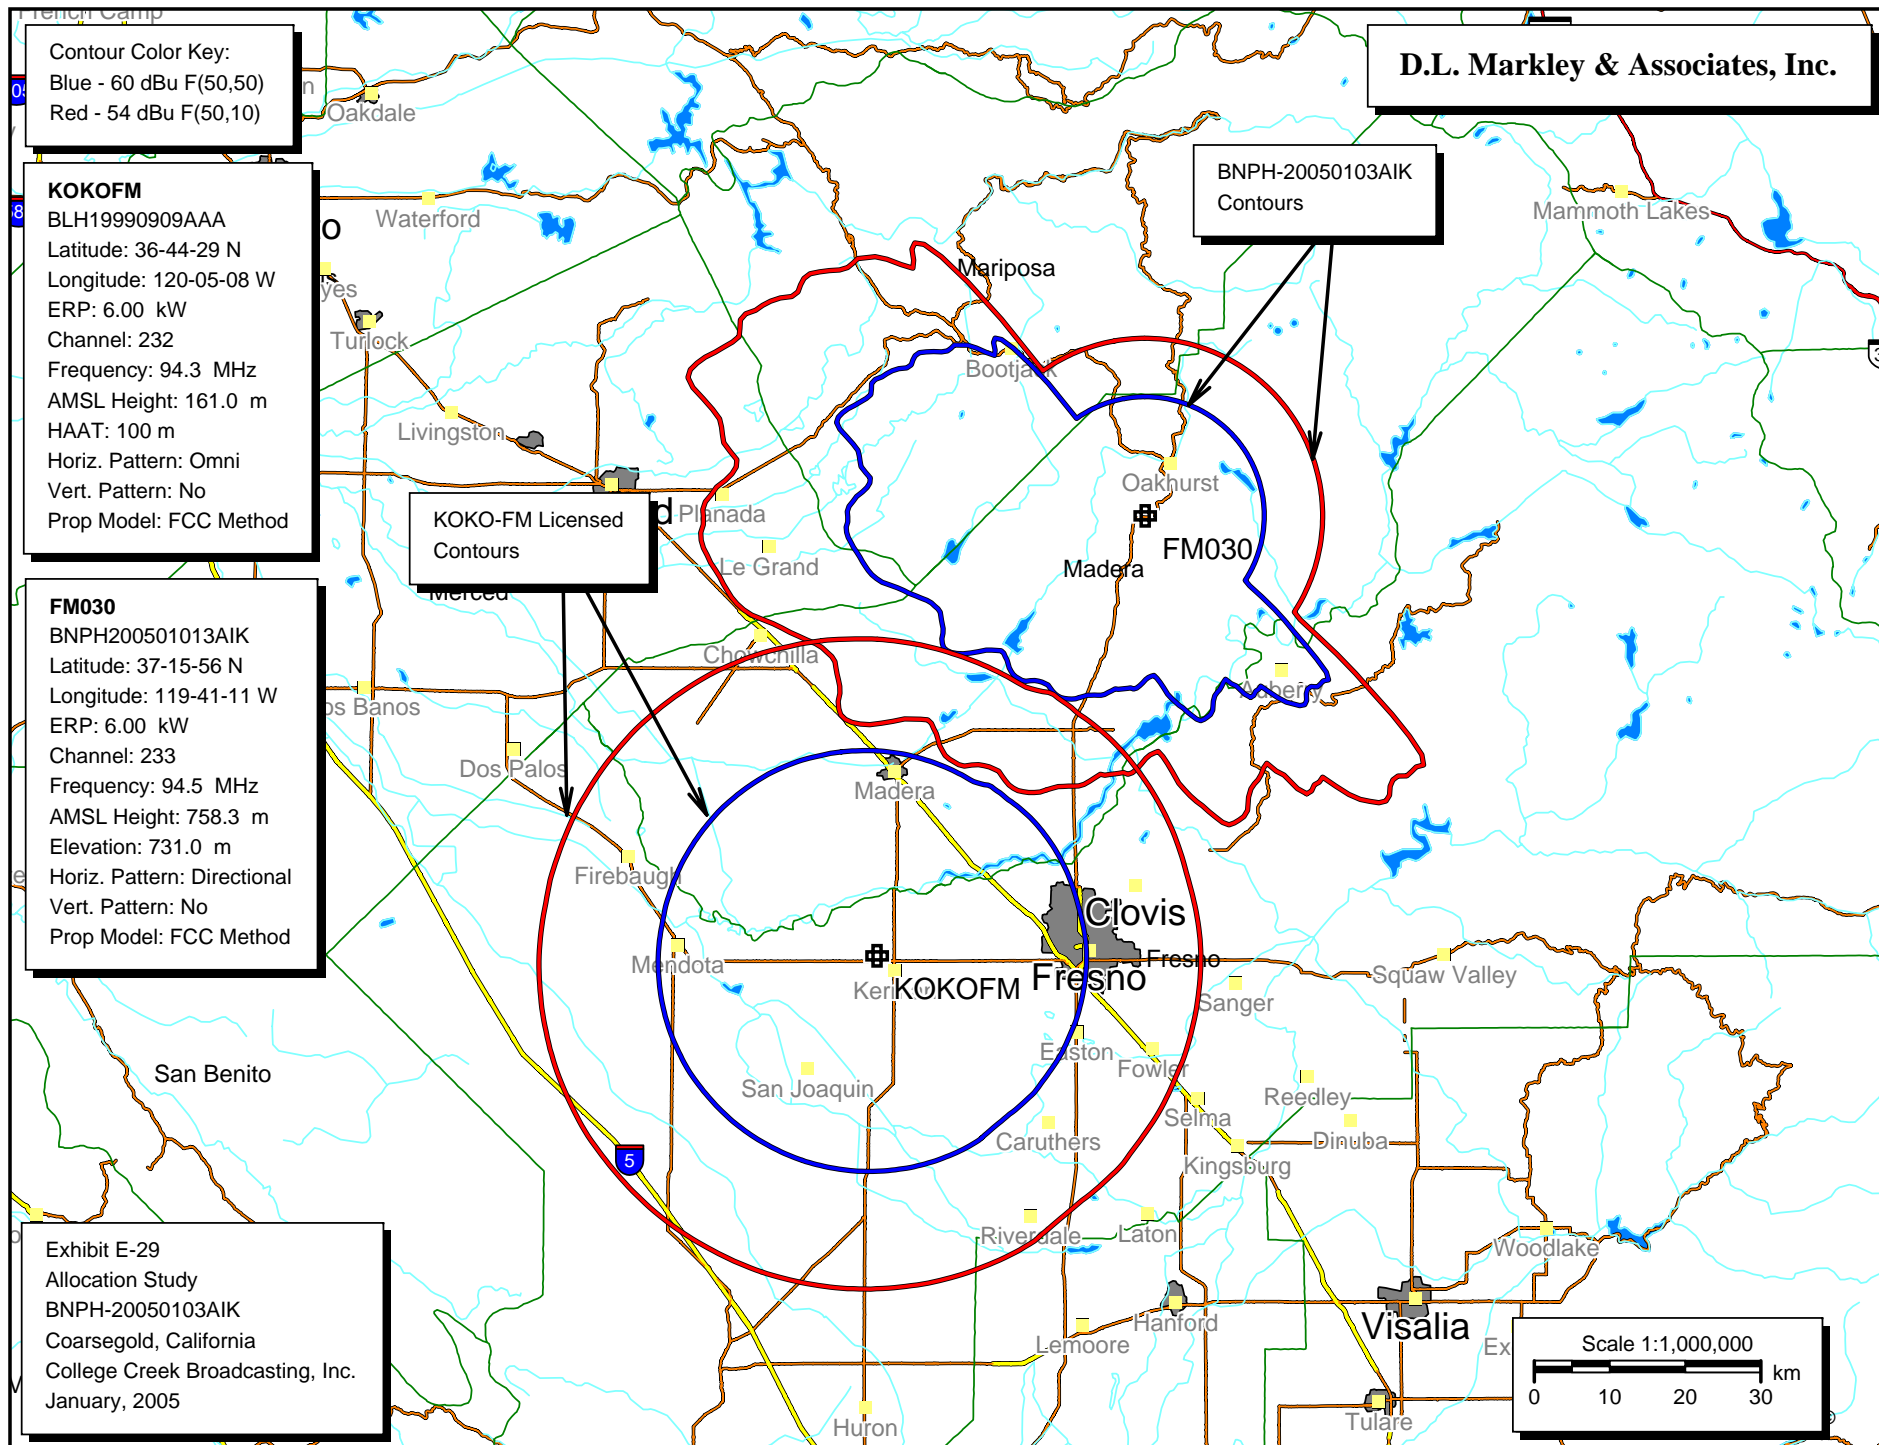 French Camp
Contour Color Key:
Blue - 60 dBu F(50,50)
Red - 54 dBu F(50,10)
D.L. Markley & Associates, Inc.
Oakdale
KOKOFM
BLH19990909AAA
Latitude: 36-44-29 N
Longitude: 120-05-08 W
ERP: 6.00 kW
Channel: 232
Frequency: 94.3 MHz
AMSL Height: 161.0 m
HAAT: 100 m
Horiz. Pattern: Omni
Vert. Pattern: No
Prop Model: FCC Method
BNPH-20050103AIK
Contours
Waterford
Mammoth Lakes
Mariposa
Turlock
Bootjack
Livingston
Oakhurst
Planada
KOKO-FM Licensed
Contours
FM030
Le Grand
Madera
Merced
FM030
BNPH200501013AIK
Latitude: 37-15-56 N
Longitude: 119-41-11 W
ERP: 6.00 kW
Channel: 233
Frequency: 94.5 MHz
AMSL Height: 758.3 m
Elevation: 731.0 m
Horiz. Pattern: Directional
Vert. Pattern: No
Prop Model: FCC Method
Chowchilla
Auberry
os Banos
Dos Palos
Madera
Firebaugh
Clovis
Mendota
Fresno
Fresno
Squaw Valley
KOKOFM
Sanger
Easton
Fowler
San Benito
San Joaquin
Reedley
Selma
Caruthers
Dinuba
5
Kingsburg
Riverdale
Laton
Woodlake
Exhibit E-29
Allocation Study
BNPH-20050103AIK
Coarsegold, California
College Creek Broadcasting, Inc.
January, 2005
Hanford
Visalia
Lemoore
Ex
Scale 1:1,000,000
km
0 10 20 30
Tulare
Huron